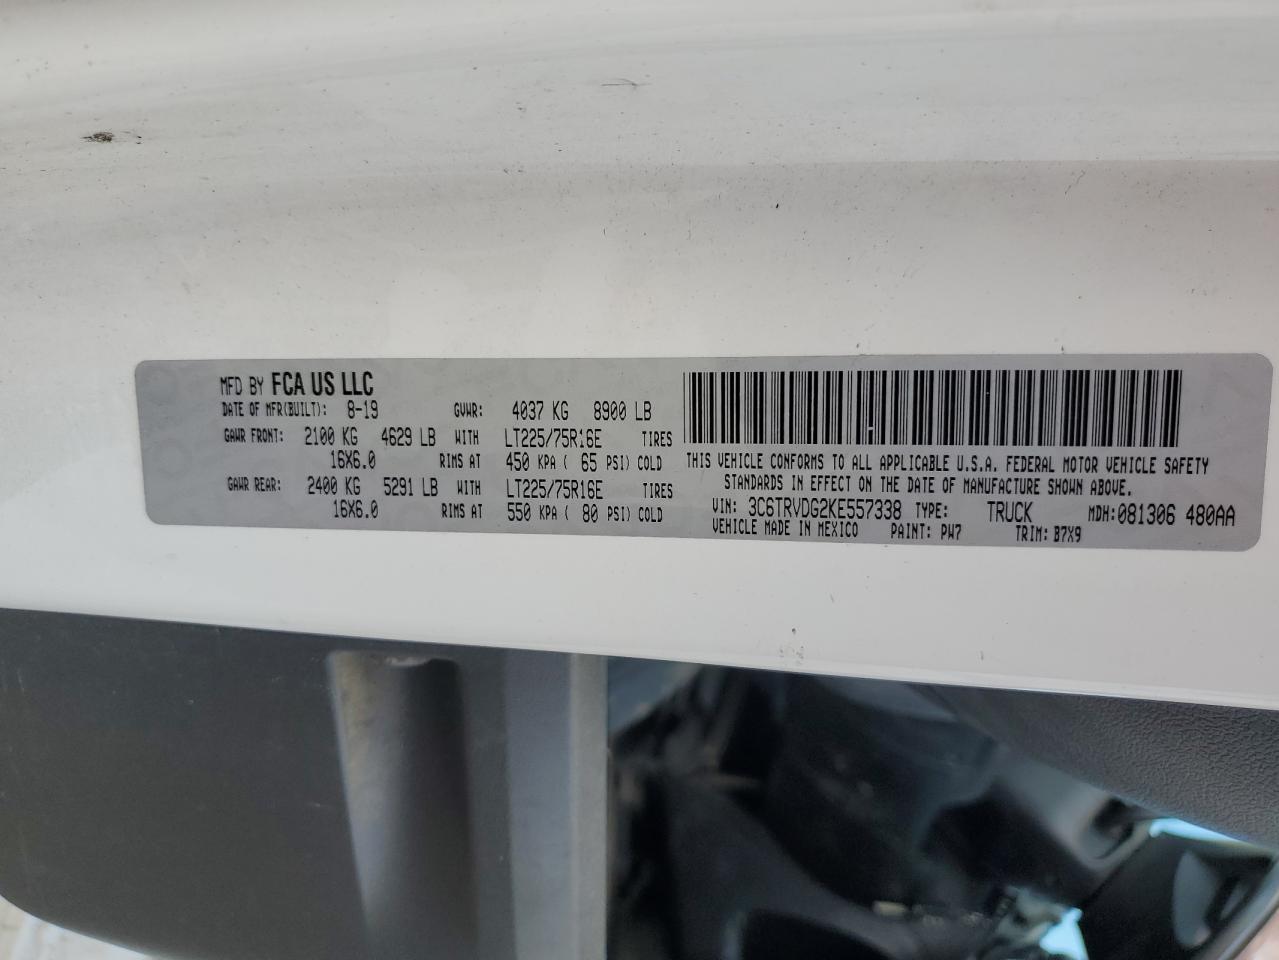 MFD BY FCA US LLC
DATE OF MFR(BUILT): 8-19 GVWR: 4037 KG 8900 LB
GAWR FRONT: 2100 KG 4629 LB WITH LT225/75R16E TIRES
16X6.0 RIMS AT 450 KPA ( 65 PSI) COLD
GAWR REAR: 2400 KG 5291 LB WITH LT225/75R16E TIRES
16X6.0 RIMS AT 550 KPA ( 80 PSI) COLD
THIS VEHICLE CONFORMS TO ALL APPLICABLE U.S.A. FEDERAL MOTOR VEHICLE SAFETY
STANDARDS IN EFFECT ON THE DATE OF MANUFACTURE SHOWN ABOVE.
VIN: 3C6TRVDG2KE557338 TYPE: TRUCK MDH:081306 480AA
VEHICLE MADE IN MEXICO PAINT: PW7 TRIM: B7X9